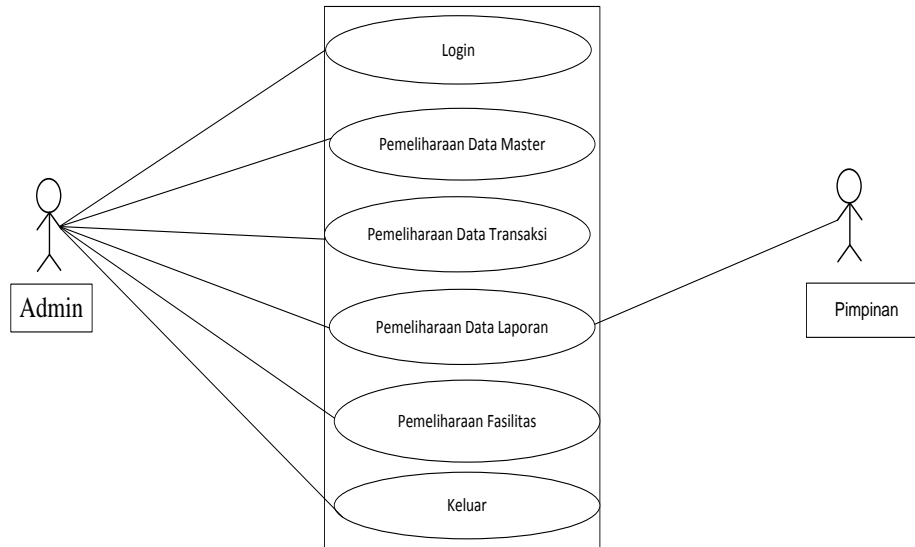 Login
Pemeliharaan Data Master
Pemeliharaan Data Transaksi
Admin
Pemeliharaan Data Laporan
Pimpinan
Pemeliharaan Fasilitas
Keluar